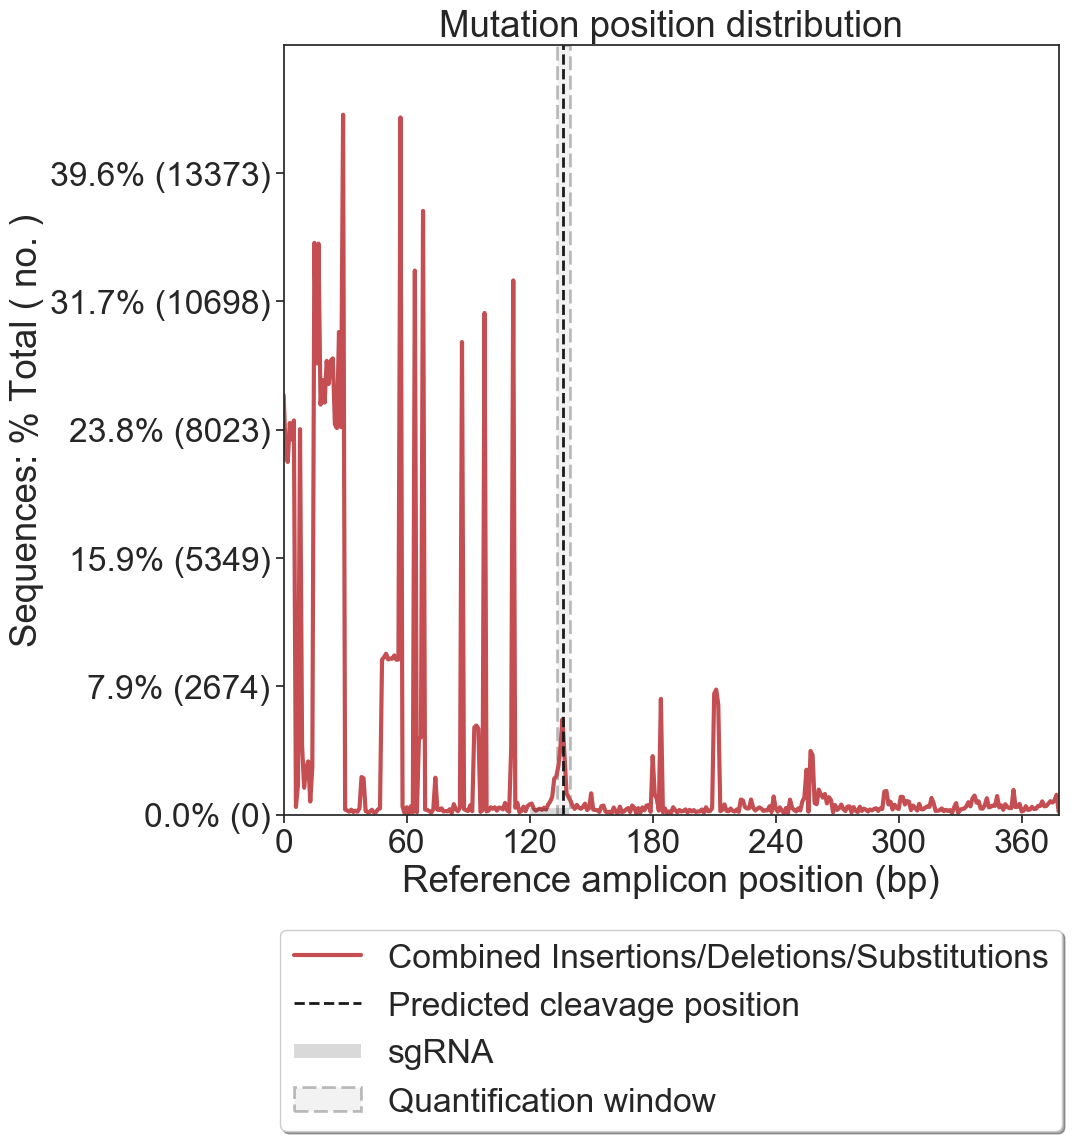 Mutation position distribution
Sequences: % Total ( no. )
39.6% (13373)
31.7% (10698)
23.8% (8023)
15.9% (5349)
7.9% (2674)
0.0% (0)
0 60 120 180 240 300 360
Reference amplicon position (bp)
Combined Insertions/Deletions/Substitutions
Predicted cleavage position
sgRNA
Quantification window